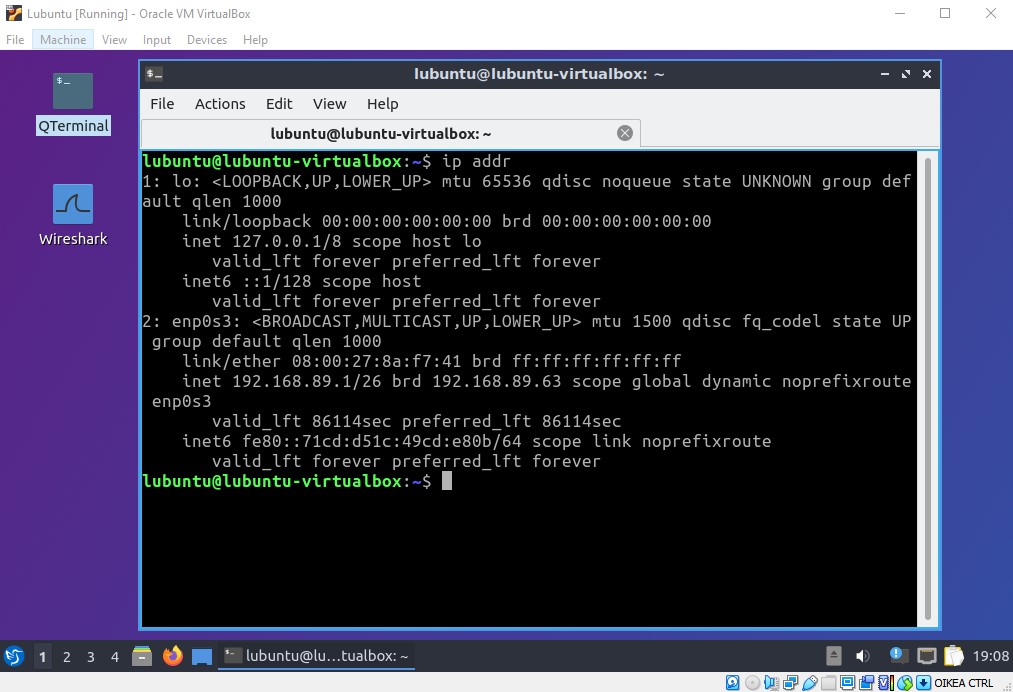 Lubuntu [Running] - Oracle VM VirtualBox
File Machine View Input Devices Help
QTerminal
Wireshark
lubuntu@lubuntu-virtualbox: ~
File Actions Edit View Help
lubuntu@lubuntu-virtualbox: ~
lubuntu@lubuntu-virtualbox:~$ ip addr
1: lo: <LOOPBACK,UP,LOWER_UP> mtu 65536 qdisc noqueue state UNKNOWN group def
ault qlen 1000
    link/loopback 00:00:00:00:00:00 brd 00:00:00:00:00:00
    inet 127.0.0.1/8 scope host lo
       valid_lft forever preferred_lft forever
    inet6 ::1/128 scope host
       valid_lft forever preferred_lft forever
2: enp0s3: <BROADCAST,MULTICAST,UP,LOWER_UP> mtu 1500 qdisc fq_codel state UP
 group default qlen 1000
    link/ether 08:00:27:8a:f7:41 brd ff:ff:ff:ff:ff:ff
    inet 192.168.89.1/26 brd 192.168.89.63 scope global dynamic noprefixroute
 enp0s3
       valid_lft 86114sec preferred_lft 86114sec
    inet6 fe80::71cd:d51c:49cd:e80b/64 scope link noprefixroute
       valid_lft forever preferred_lft forever
lubuntu@lubuntu-virtualbox:~$
1 2 3 4 lubuntu@lu...tualbox: ~ 19:08
OIKEA CTRL